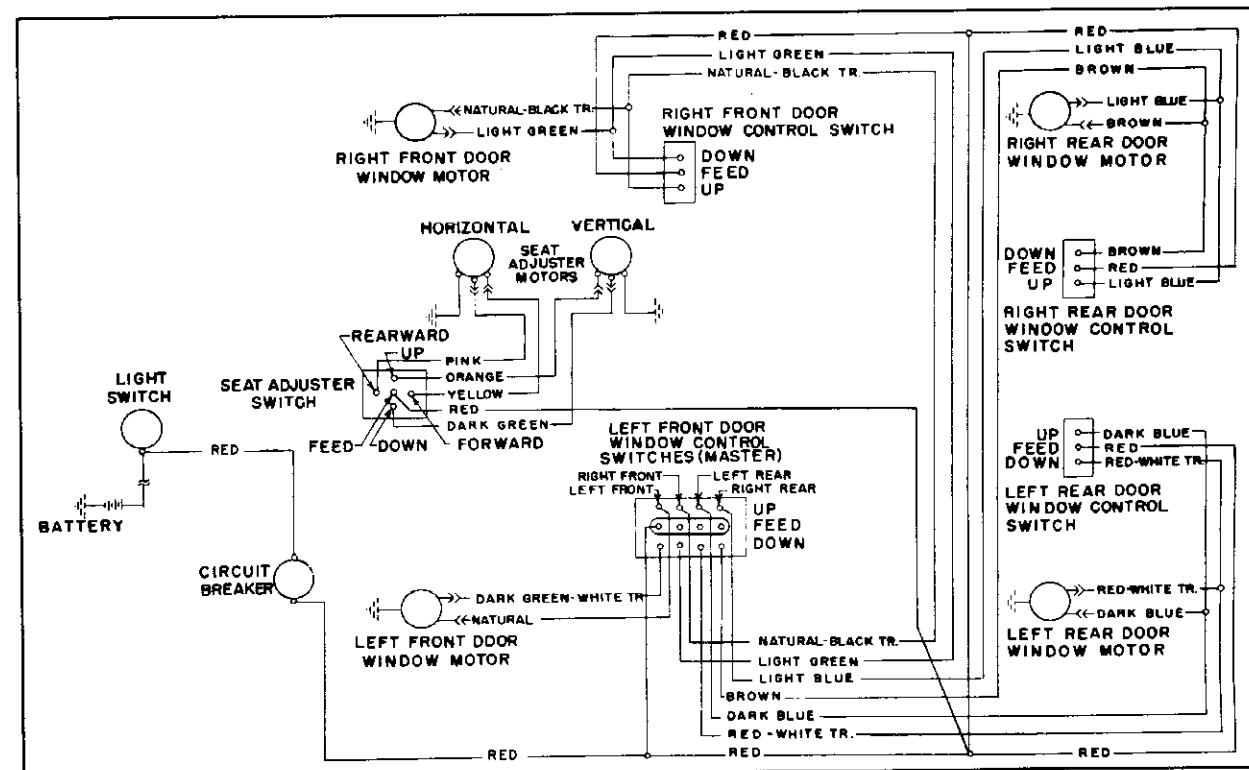 RED
RED
LIGHT GREEN
LIGHT BLUE
NATURAL-BLACK TR.
BROWN
NATURAL-BLACK TR.
LIGHT GREEN
RIGHT FRONT DOOR
WINDOW MOTOR
RIGHT FRONT DOOR
WINDOW CONTROL SWITCH
DOWN
FEED
UP
LIGHT BLUE
BROWN
RIGHT REAR DOOR
WINDOW MOTOR
HORIZONTAL
VERTICAL
SEAT
ADJUSTER
MOTORS
DOWN
FEED
UP
BROWN
RED
LIGHT BLUE
RIGHT REAR DOOR
WINDOW CONTROL
SWITCH
REARWARD
UP
PINK
ORANGE
YELLOW
RED
DARK GREEN
SEAT ADJUSTER
SWITCH
FEED
DOWN
FORWARD
LIGHT
SWITCH
RED
BATTERY
CIRCUIT
BREAKER
LEFT FRONT DOOR
WINDOW CONTROL
SWITCHES (MASTER)
RIGHT FRONT
LEFT REAR
LEFT FRONT
RIGHT REAR
UP
FEED
DOWN
UP
FEED
DOWN
DARK BLUE
RED
RED-WHITE TR.
LEFT REAR DOOR
WINDOW CONTROL
SWITCH
DARK GREEN-WHITE TR.
NATURAL
LEFT FRONT DOOR
WINDOW MOTOR
RED-WHITE TR.
DARK BLUE
LEFT REAR DOOR
WINDOW MOTOR
NATURAL-BLACK TR.
LIGHT GREEN
LIGHT BLUE
BROWN
DARK BLUE
RED-WHITE TR.
RED
RED
RED